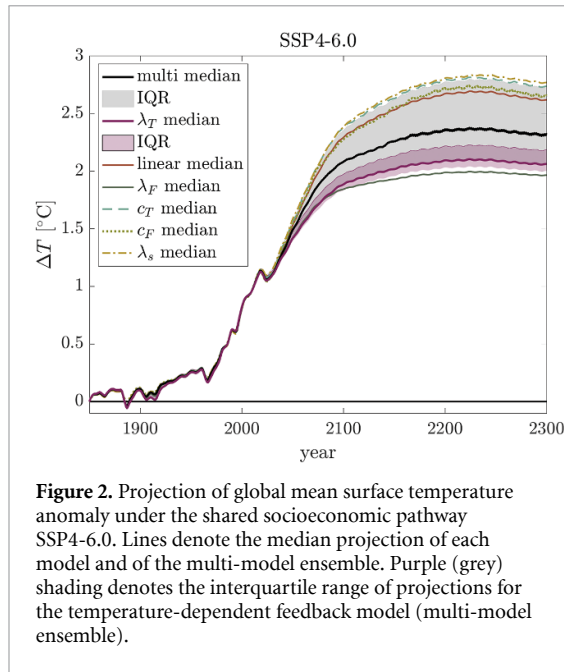 SSP4-6.0
3
2.5
2
1.5
1
0.5
0
ΔT [°C]
multi median
IQR
λ_T median
IQR
linear median
λ_F median
c_T median
c_F median
λ_s median
1900
2000
2100
2200
2300
year
Figure 2. Projection of global mean surface temperature
anomaly under the shared socioeconomic pathway
SSP4-6.0. Lines denote the median projection of each
model and of the multi-model ensemble. Purple (grey)
shading denotes the interquartile range of projections for
the temperature-dependent feedback model (multi-model
ensemble).